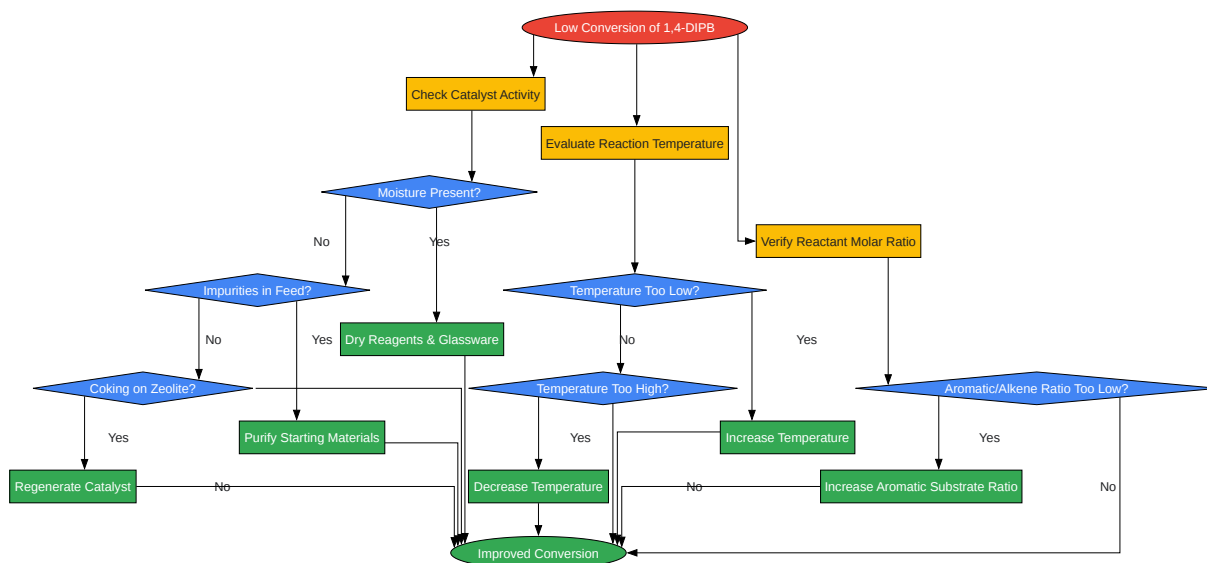 Low Conversion of 1,4-DIPB
Check Catalyst Activity
Evaluate Reaction Temperature
Moisture Present?
No
Yes
Verify Reactant Molar Ratio
Impurities in Feed?
Temperature Too Low?
No
Yes
Dry Reagents & Glassware
No
Yes
Coking on Zeolite?
Temperature Too High?
Aromatic/Alkene Ratio Too Low?
Yes
Purify Starting Materials
Yes
Increase Temperature
Yes
Regenerate Catalyst
No
Decrease Temperature
No
Increase Aromatic Substrate Ratio
No
Improved Conversion